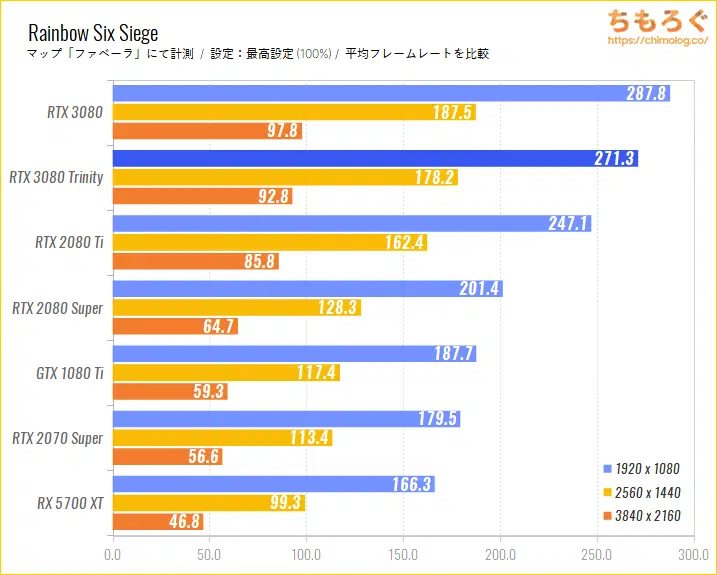 Rainbow Six Siege
マップ「ファベーラ」にて計測 / 設定：最高設定 (100%) / 平均フレームレートを比較
ちもろぐ
https://chimolog.co/
RTX 3080
287.8
187.5
97.8
RTX 3080 Trinity
271.3
178.2
92.8
RTX 2080 Ti
247.1
162.4
85.8
RTX 2080 Super
201.4
128.3
64.7
GTX 1080 Ti
187.7
117.4
59.3
RTX 2070 Super
179.5
113.4
56.6
RX 5700 XT
166.3
99.3
46.8
1920 x 1080
2560 x 1440
3840 x 2160
0.0 50.0 100.0 150.0 200.0 250.0 300.0